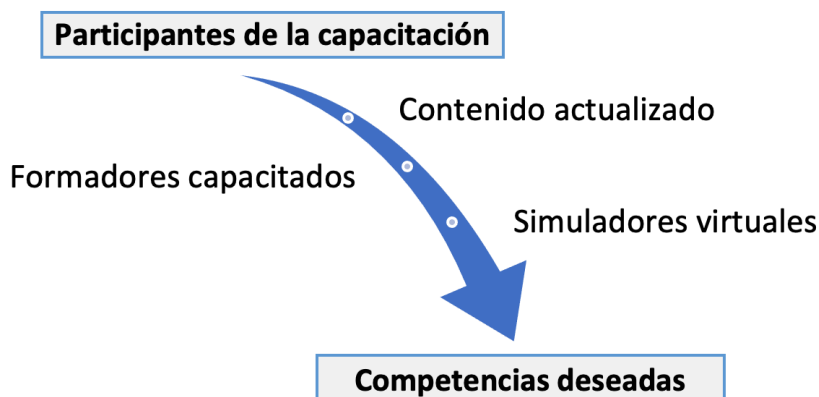 Participantes de la capacitación
Contenido actualizado
Formadores capacitados
Simuladores virtuales
Competencias deseadas